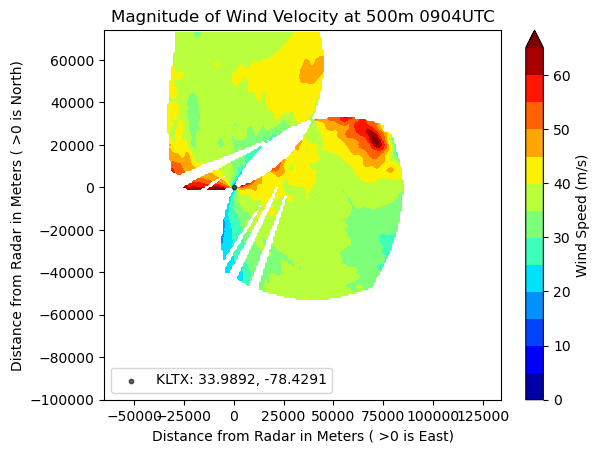 Magnitude of Wind Velocity at 500m 0904UTC
Distance from Radar in Meters ( >0 is North)
60000
40000
20000
0
−20000
−40000
−60000
−80000
−100000
KLTX: 33.9892, -78.4291
−50000 −25000 0 25000 50000 75000 100000 125000
Distance from Radar in Meters ( >0 is East)
60
50
40
30
20
10
0
Wind Speed (m/s)